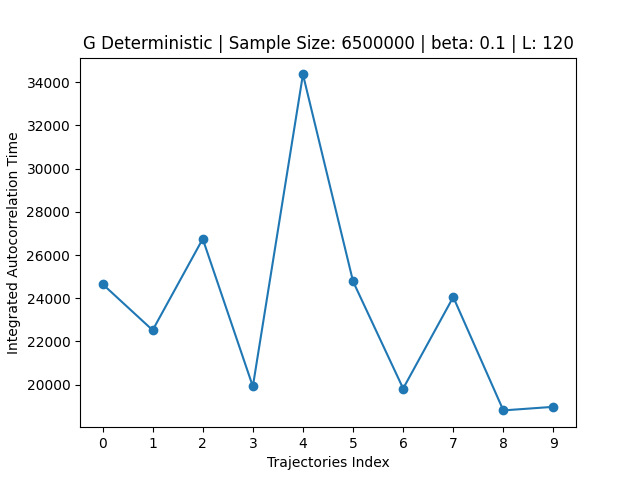 G Deterministic | Sample Size: 6500000 | beta: 0.1 | L: 120
Integrated Autocorrelation Time
34000
32000
30000
28000
26000
24000
22000
20000
0 1 2 3 4 5 6 7 8 9
Trajectories Index